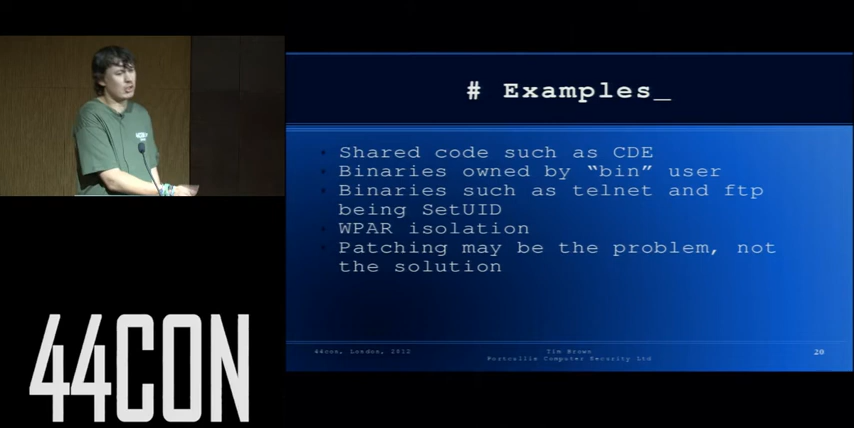 # Examples_
Shared code such as CDE
Binaries owned by “bin” user
Binaries such as telnet and ftp
being SetUID
WPAR isolation
Patching may be the problem, not
the solution
44con, London, 2012
Tim Brown
Portcullis Computer Security Ltd
20
44CON